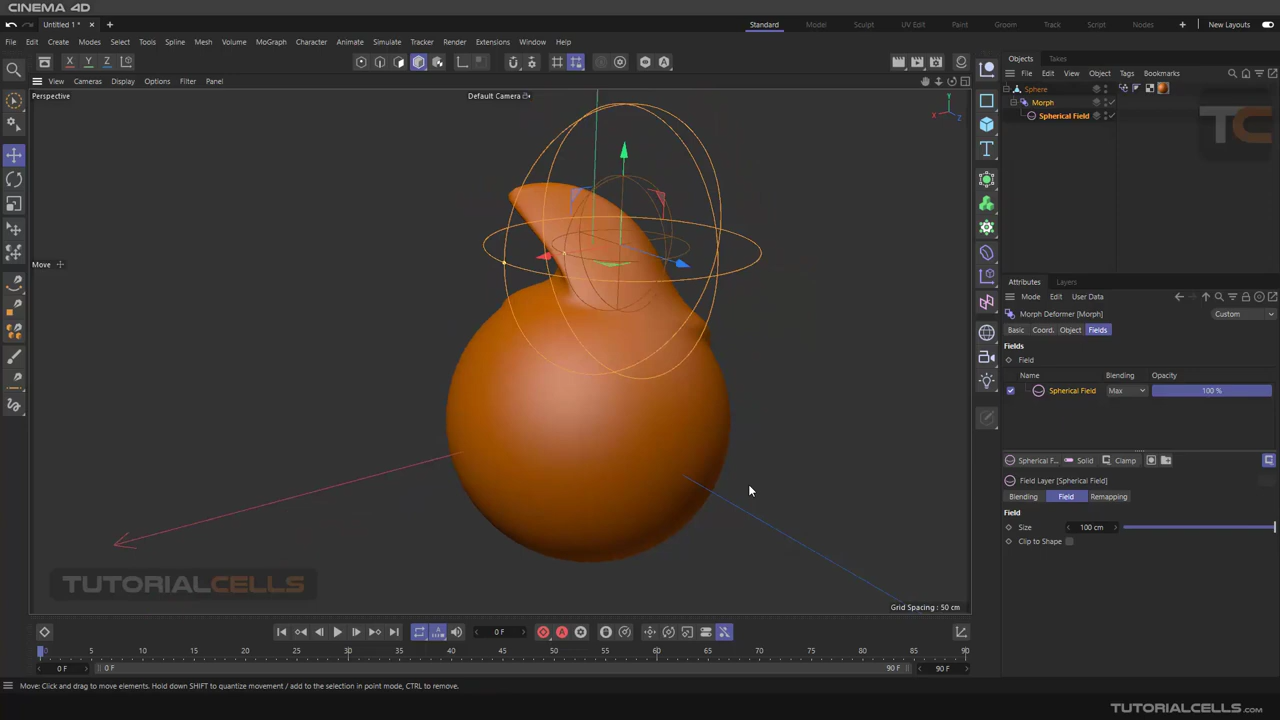 CINEMA 4D
Untitled 1 *
Standard
Model
Sculpt
UV Edit
Paint
Groom
Track
Script
Nodes
New Layouts
File Edit Create Modes Select Tools Spline Mesh Volume MoGraph Character Animate Simulate Tracker Render Extensions Window Help
X Y Z
View Cameras Display Options Filter Panel
Perspective
Default Camera
Y
X
Z
Move
TUTORIALCELLS
Grid Spacing : 50 cm
Objects Takes
File Edit View Object Tags Bookmarks
Sphere
Morph
Spherical Field
TC
Attributes Layers
Mode Edit User Data
Morph Deformer [Morph]
Custom
Basic Coord. Object Fields
Fields
Field
Name Blending Opacity
Spherical Field Max 100 %
Spherical F... Solid Clamp
Field Layer [Spherical Field]
Blending Field Remapping
Field
Size 100 cm
Clip to Shape
0 F
0 5 10 15 20 25 30 35 40 45 50 55 60 65 70 75 80 85 90
0 F 0 F 90 F 90 F
Move: Click and drag to move elements. Hold down SHIFT to quantize movement / add to the selection in point mode, CTRL to remove.
TUTORIALCELLS.com